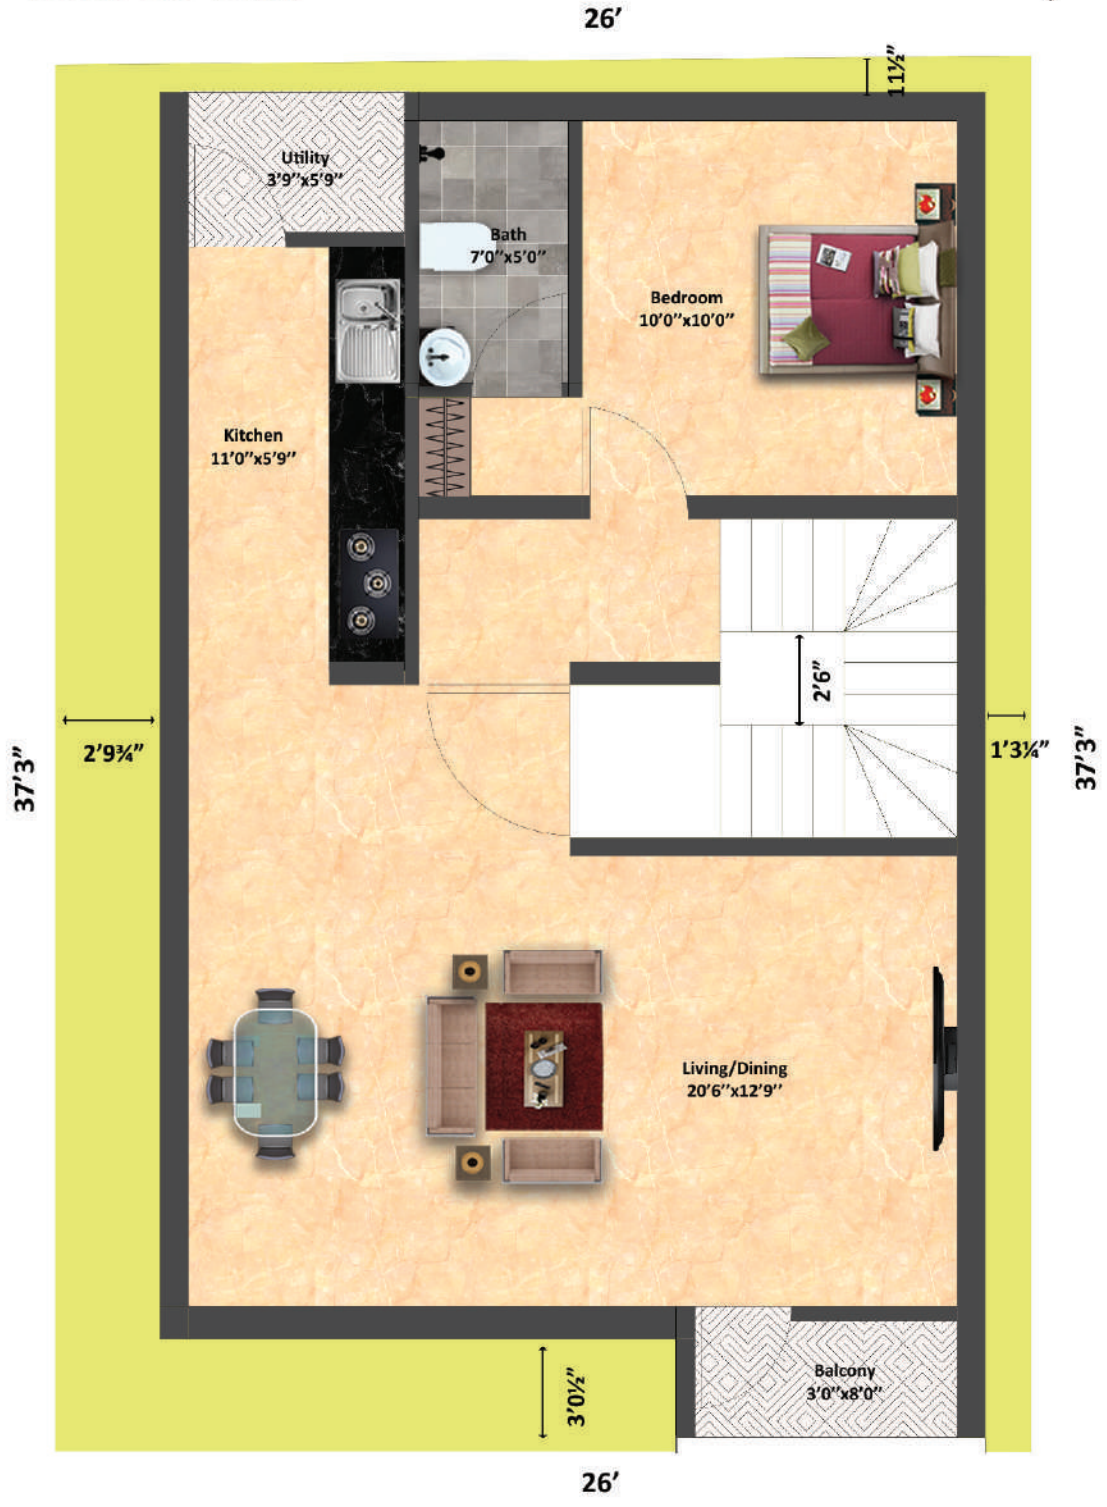 26’
11½”
Utility
3’9’’x5’9’’
Bath
7’0’’x5’0’’
Bedroom
10’0’’x10’0’’
Kitchen
11’0’’x5’9’’
2’6”
2’9¾”
1’3¼”
37’3”
37’3”
Living/Dining
20’6’’x12’9’’
Balcony
3’0’’x8’0’’
3’0½”
26’